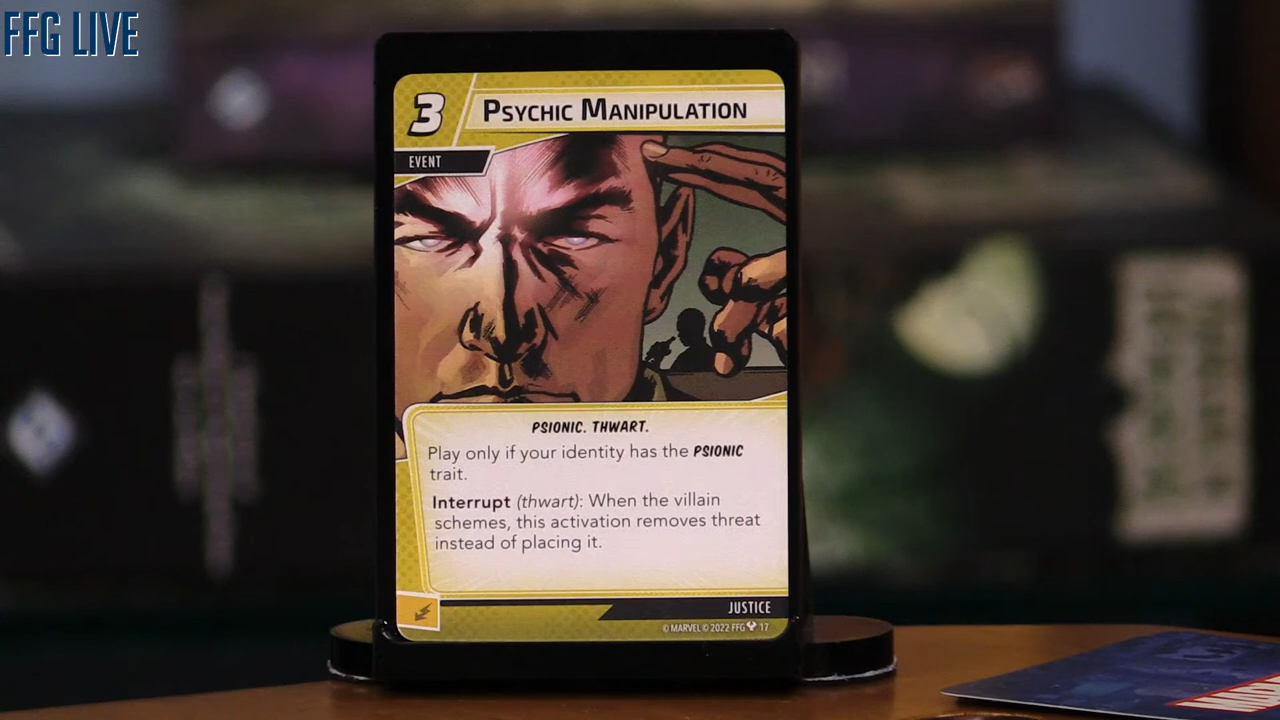 FFG LIVE
3
PSYCHIC MANIPULATION
EVENT
PSIONIC. THWART.
Play only if your identity has the PSIONIC
trait.
Interrupt (thwart): When the villain
schemes, this activation removes threat
instead of placing it.
JUSTICE
© MARVEL © 2022 FFG 17